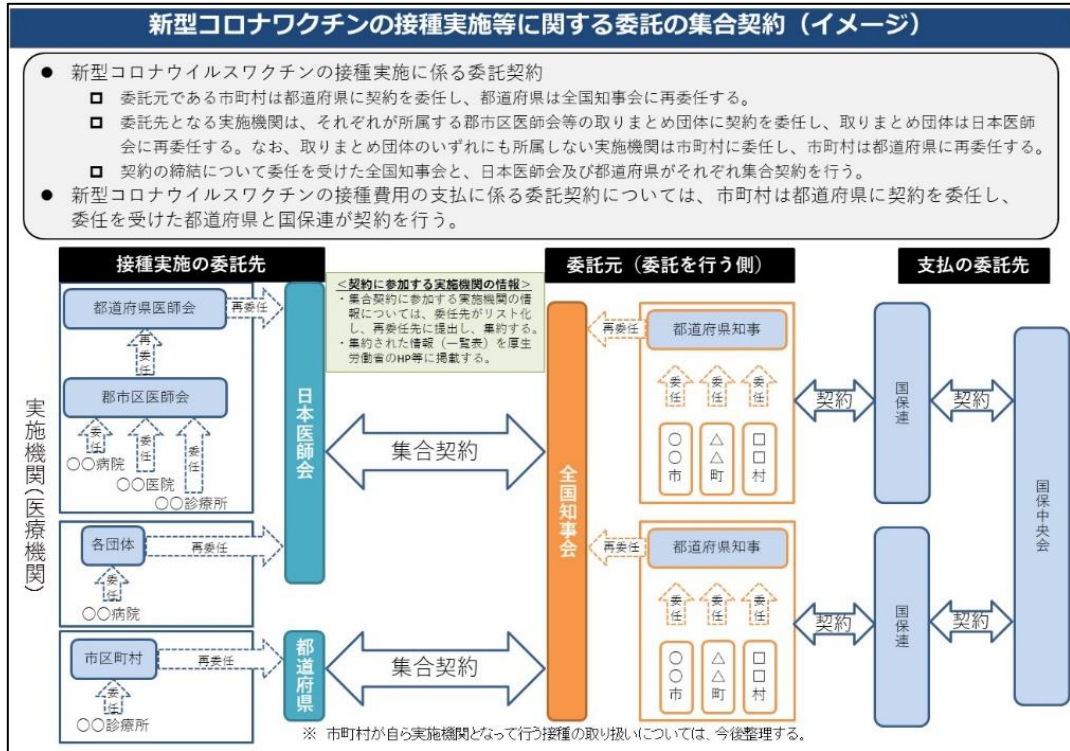 新型コロナワクチンの接種実施等に関する委託の集合契約（イメージ）
● 新型コロナウイルスワクチンの接種実施に係る委託契約
□ 委託元である市町村は都道府県に契約を委任し、都道府県は全国知事会に再委任する。
□ 委託先となる実施機関は、それぞれが所属する郡市区医師会等の取りまとめ団体に契約を委任し、取りまとめ団体は日本医師
会に再委任する。なお、取りまとめ団体のいずれにも所属しない実施機関は市町村に委任し、市町村は都道府県に再委任する。
□ 契約の締結について委任を受けた全国知事会と、日本医師会及び都道府県がそれぞれ集合契約を行う。
● 新型コロナウイルスワクチンの接種費用の支払に係る委託契約については、市町村は都道府県に契約を委任し、
委任を受けた都道府県と国保連が契約を行う。
接種実施の委託先
実施機関(医療機関)
都道府県医師会
再委任
再委任
郡市区医師会
委任
委任
委任
〇〇病院
〇〇医院
〇〇診療所
各団体
再委任
委任
〇〇病院
市区町村
再委任
委任
〇〇診療所
日本医師会
都道府県
＜契約に参加する実施機関の情報＞
・集合契約に参加する実施機関の情
報については、委任先がリスト化
し、再委任先に提出し、集約する。
・集約された情報（一覧表）を厚生
労働省のHP等に掲載する。
集合契約
集合契約
委託元（委託を行う側）
全国知事会
再委任
都道府県知事
委任
委任
委任
〇〇市
△△町
□□村
再委任
都道府県知事
委任
委任
委任
〇〇市
△△町
□□村
支払の委託先
契約
国保連
契約
契約
国保連
契約
国保中央会
※ 市町村が自ら実施機関となって行う接種の取り扱いについては、今後整理する。